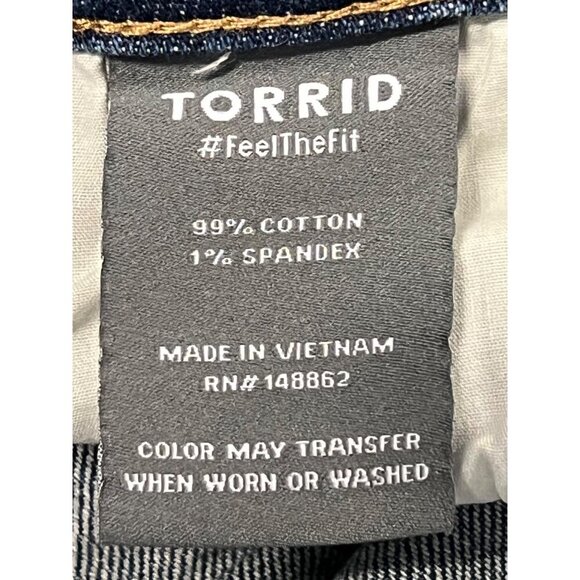 TORRID
#FeelTheFit
99% COTTON
1% SPANDEX
MADE IN VIETNAM
RN# 148862
COLOR MAY TRANSFER
WHEN WORN OR WASHED